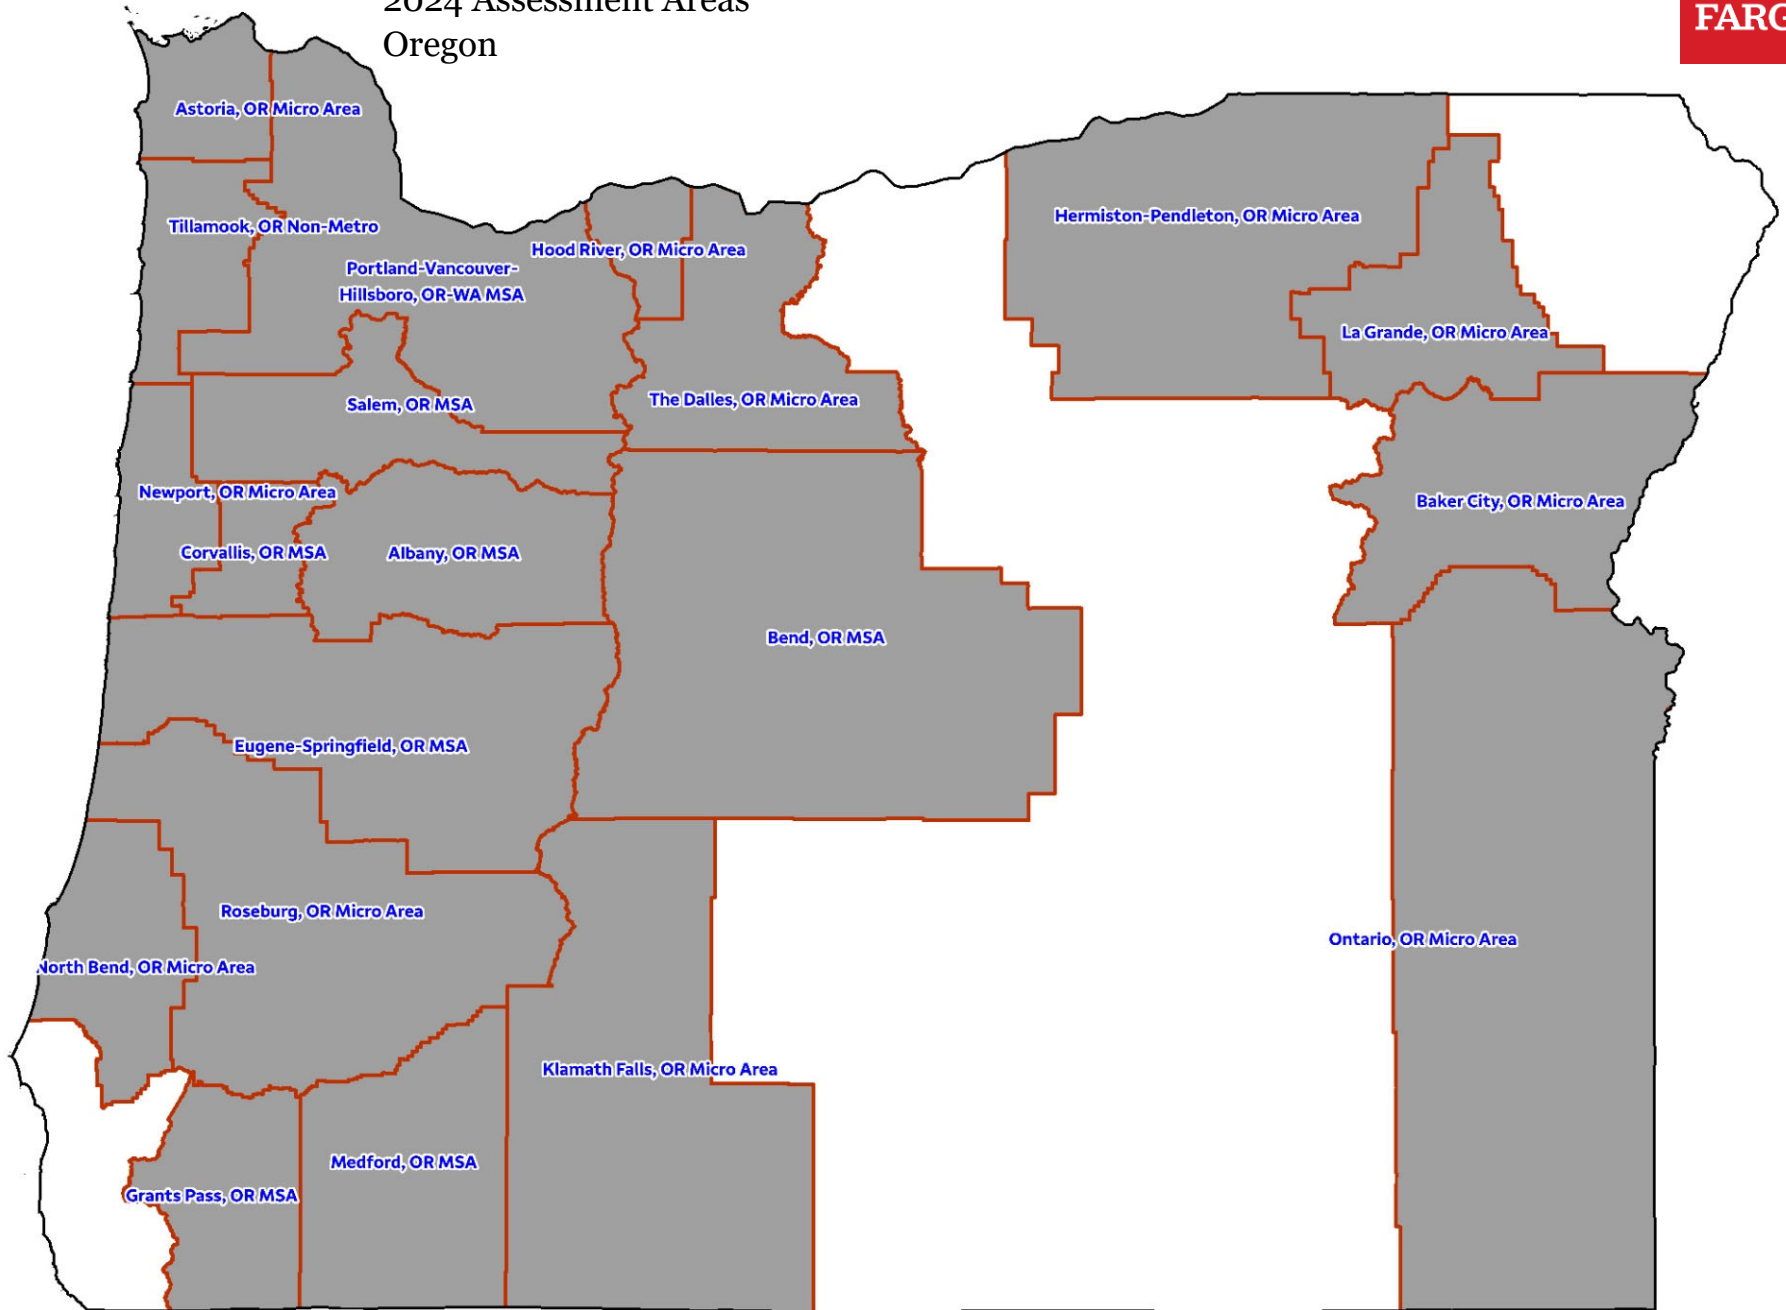 2024 Assessment Areas
Oregon
FARG
Astoria, OR Micro Area
Tillamook, OR Non-Metro
Portland-Vancouver-
Hillsboro, OR-WA MSA
Hood River, OR Micro Area
Hermiston-Pendleton, OR Micro Area
La Grande, OR Micro Area
Salem, OR MSA
The Dalles, OR Micro Area
Newport, OR Micro Area
Baker City, OR Micro Area
Corvallis, OR MSA
Albany, OR MSA
Bend, OR MSA
Eugene-Springfield, OR MSA
Roseburg, OR Micro Area
Ontario, OR Micro Area
North Bend, OR Micro Area
Klamath Falls, OR Micro Area
Medford, OR MSA
Grants Pass, OR MSA